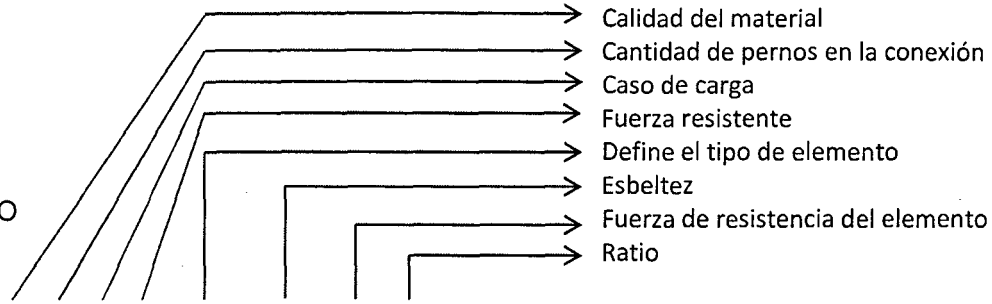 Calidad del material
Cantidad de pernos en la conexión
Caso de carga
Fuerza resistente
Define el tipo de elemento
Esbeltez
O
Fuerza de resistencia del elemento
Ratio